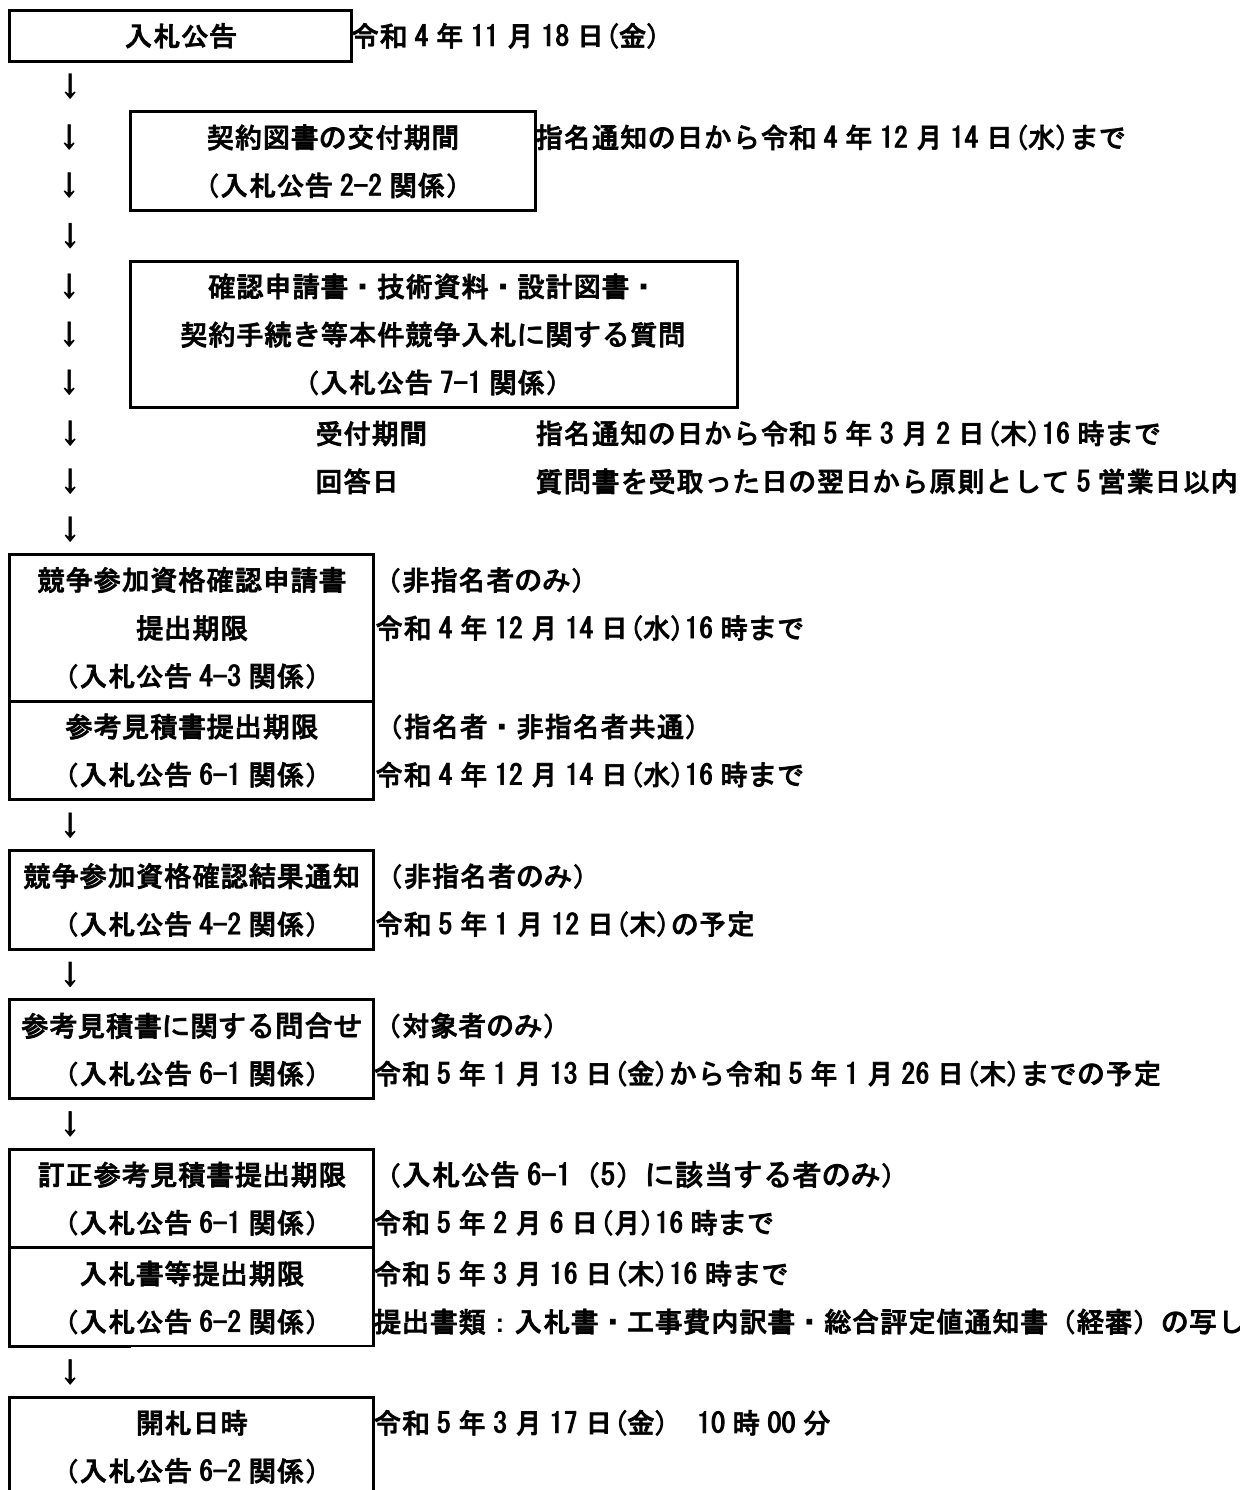 入札公告 令和4年11月18日(金)
↓
↓ 契約図書の交付期間 指名通知の日から令和4年12月14日(水)まで
↓ (入札公告2-2関係)
↓
↓ 確認申請書・技術資料・設計図書・
↓ 契約手続き等本件競争入札に関する質問
↓ (入札公告7-1関係)
↓ 受付期間 指名通知の日から令和5年3月2日(木)16時まで
↓ 回答日 質問書を受取った日の翌日から原則として5営業日以内
↓
競争参加資格確認申請書 (非指名者のみ)
提出期限 令和4年12月14日(水)16時まで
(入札公告4-3関係)
参考見積書提出期限 (指名者・非指名者共通)
(入札公告6-1関係) 令和4年12月14日(水)16時まで
↓
競争参加資格確認結果通知 (非指名者のみ)
(入札公告4-2関係) 令和5年1月12日(木)の予定
↓
参考見積書に関する問合せ (対象者のみ)
(入札公告6-1関係) 令和5年1月13日(金)から令和5年1月26日(木)までの予定
↓
訂正参考見積書提出期限 (入札公告6-1(5)に該当する者のみ)
(入札公告6-1関係) 令和5年2月6日(月)16時まで
入札書等提出期限 令和5年3月16日(木)16時まで
(入札公告6-2関係) 提出書類:入札書・工事費内訳書・総合評定値通知書(経審)の写し
↓
開札日時 令和5年3月17日(金) 10時00分
(入札公告6-2関係)